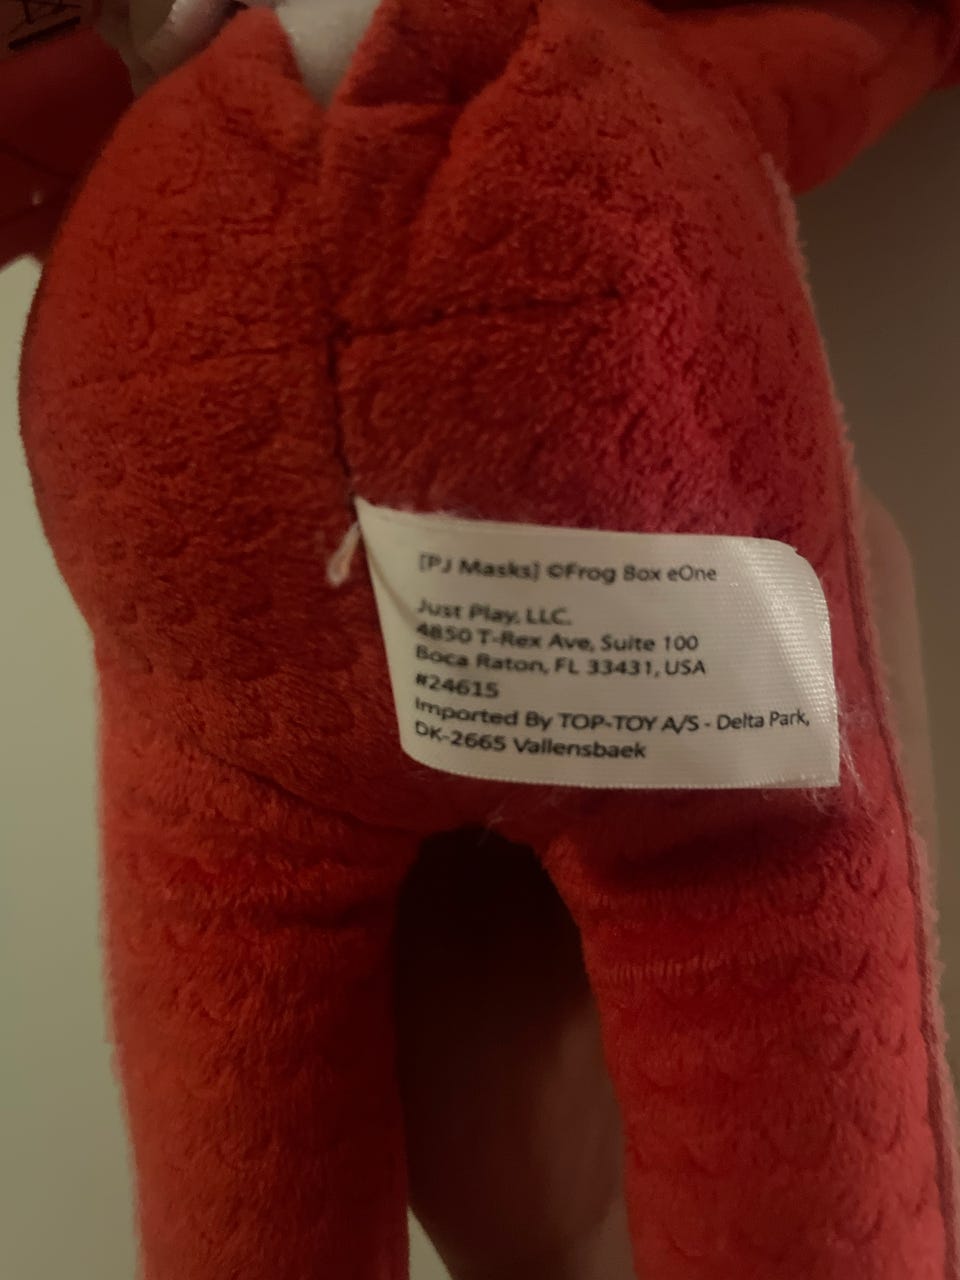 [PJ Masks] ©Frog Box eOne
Just Play, LLC.
4850 T-Rex Ave, Suite 100
Boca Raton, FL 33431, USA
#24615
Imported By TOP-TOY A/S - Delta Park,
DK-2665 Vallensbaek